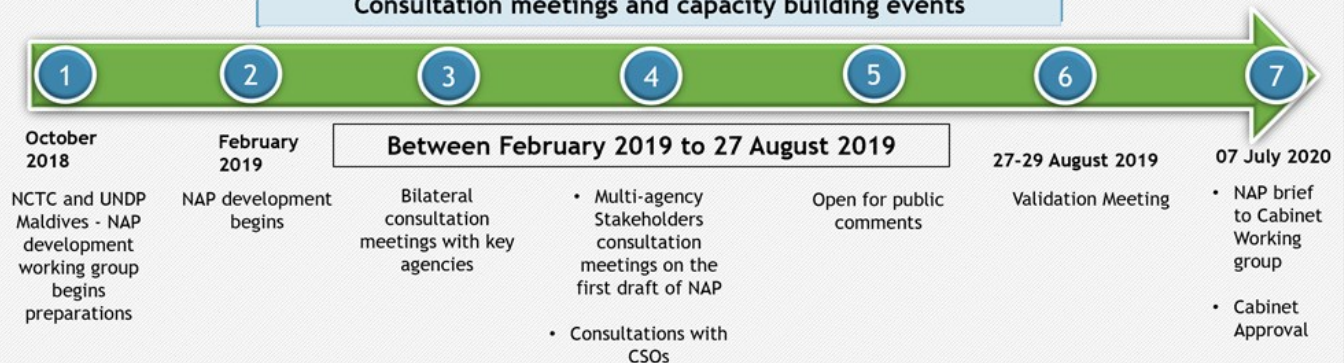 Consultation meetings and capacity building events
1
2
3
4
5
6
7
October
2018
NCTC and UNDP
Maldives - NAP
development
working group
begins
preparations
February
2019
NAP development
begins
Between February 2019 to 27 August 2019
Bilateral
consultation
meetings with key
agencies
• Multi-agency
Stakeholders
consultation
meetings on the
first draft of NAP
• Consultations with
CSOs
Open for public
comments
27-29 August 2019
Validation Meeting
07 July 2020
• NAP brief
to Cabinet
Working
group
• Cabinet
Approval